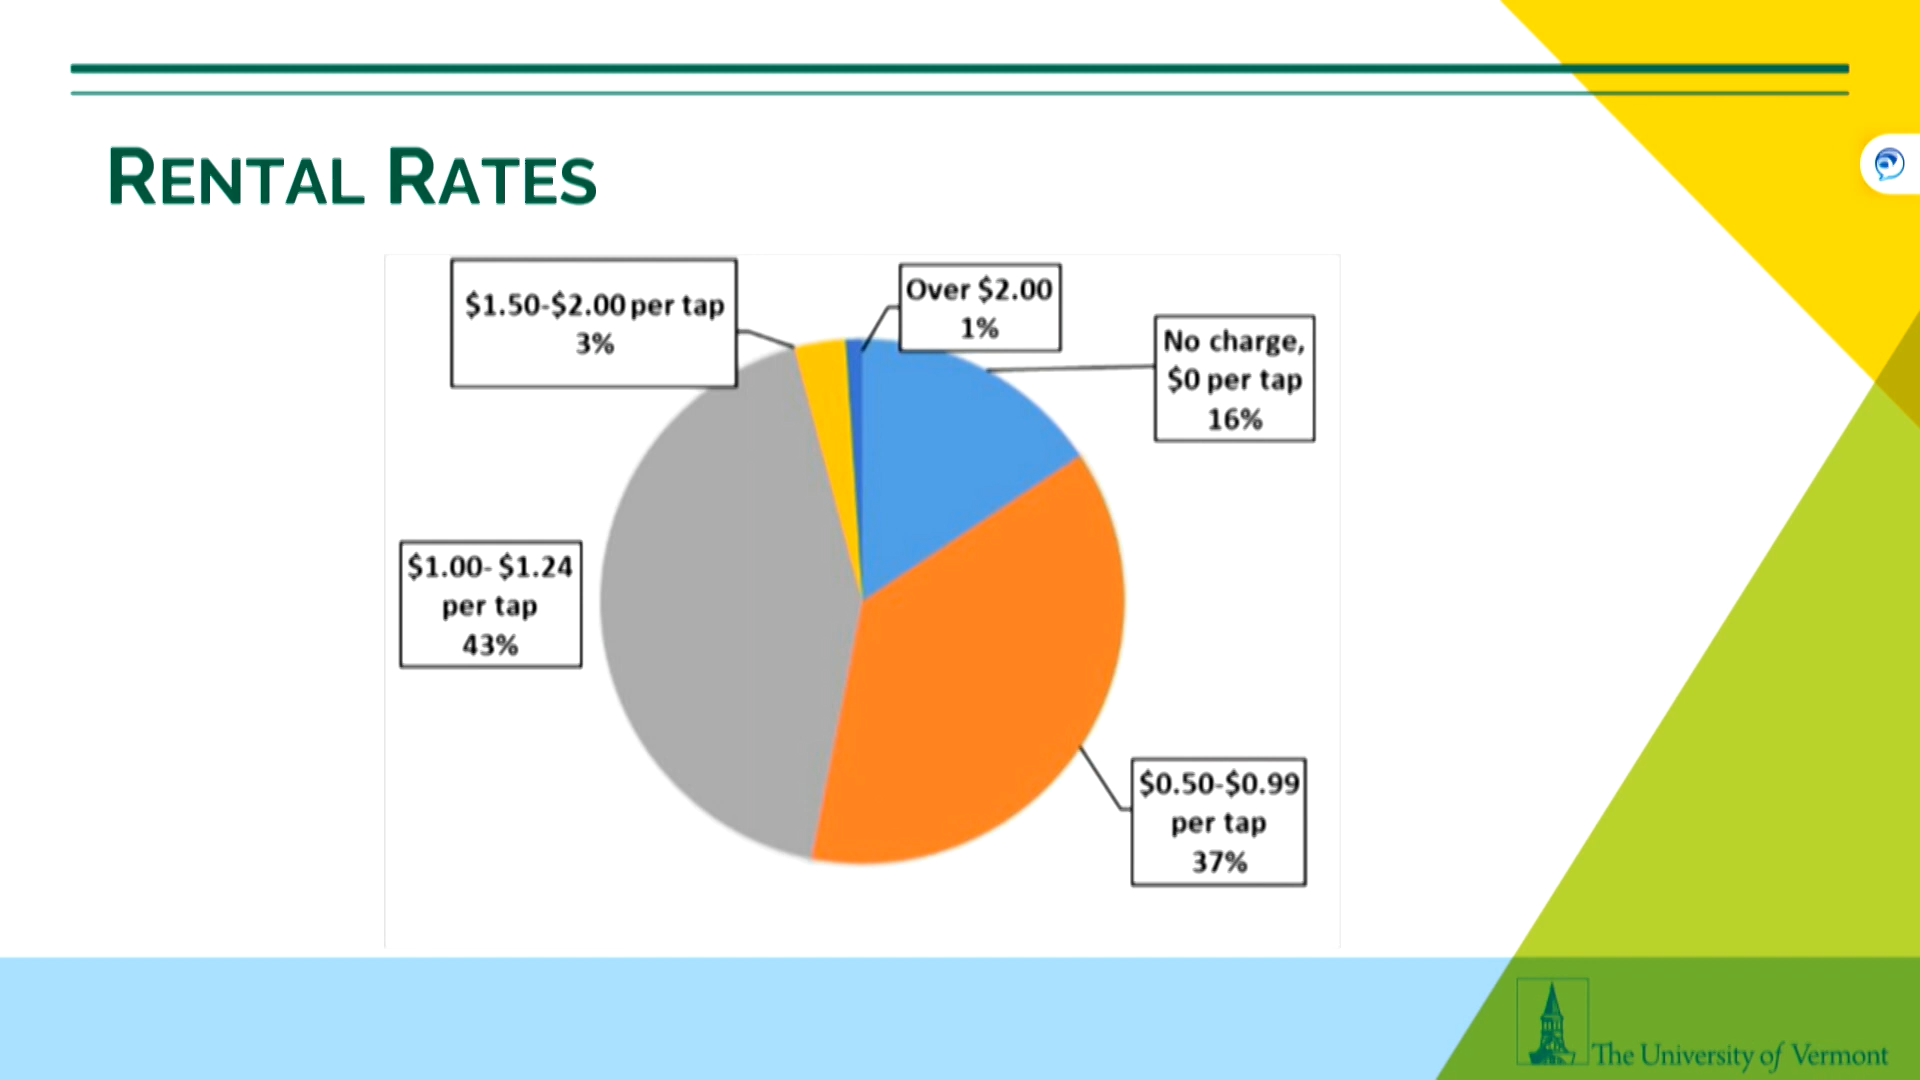 RENTAL RATES
$1.50-$2.00 per tap
3%
Over $2.00
1%
No charge,
$0 per tap
16%
$1.00- $1.24
per tap
43%
$0.50-$0.99
per tap
37%
The University of Vermont